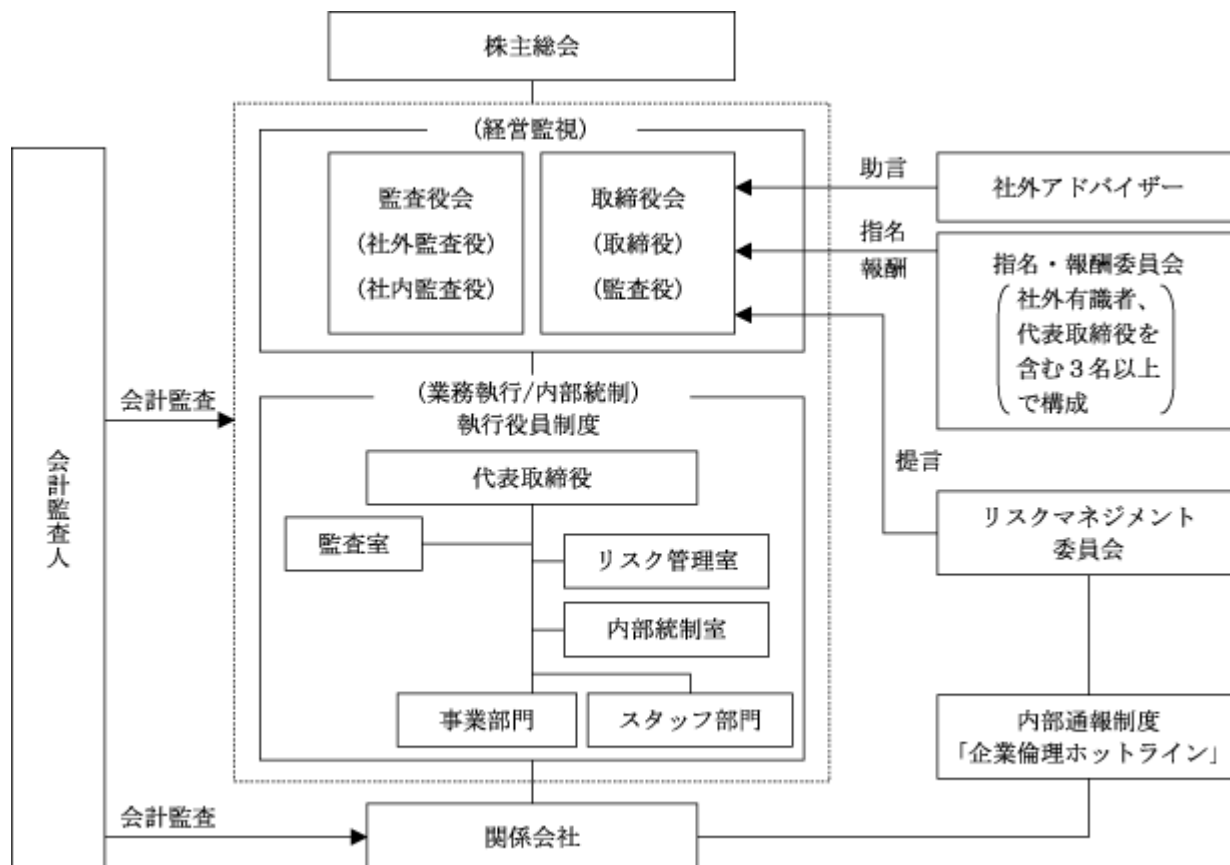 株主総会
(経営監視)
監査役会
(社外監査役)
(社内監査役)
取締役会
(取締役)
(監査役)
助言
社外アドバイザー
指名
報酬
指名・報酬委員会
社外有識者、
代表取締役を
含む3名以上
で構成
会計監査
(業務執行/内部統制)
執行役員制度
代表取締役
監査室
リスク管理室
内部統制室
事業部門
スタッフ部門
提言
リスクマネジメント
委員会
会計監査人
内部通報制度
「企業倫理ホットライン」
会計監査
関係会社